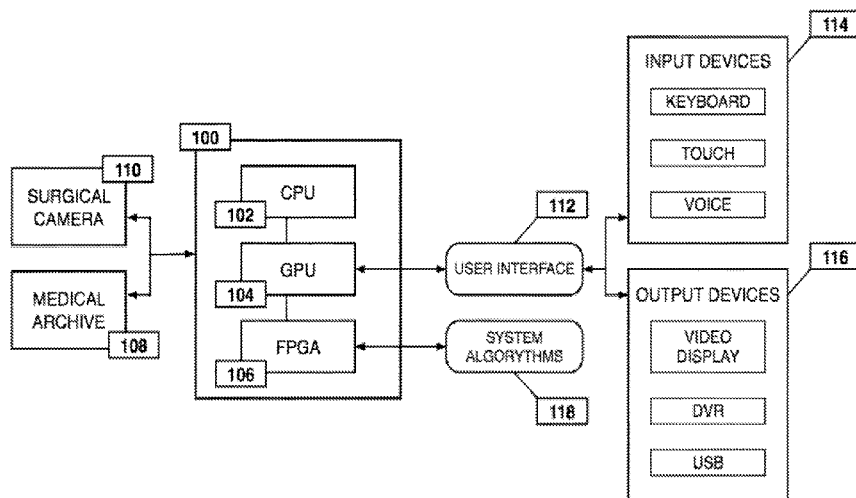 110
SURGICAL
CAMERA
MEDICAL
ARCHIVE
108
100
CPU
102
GPU
104
FPGA
106
112
USER INTERFACE
SYSTEM
ALGORYTHMS
118
114
INPUT DEVICES
KEYBOARD
TOUCH
VOICE
116
OUTPUT DEVICES
VIDEO
DISPLAY
DVR
USB